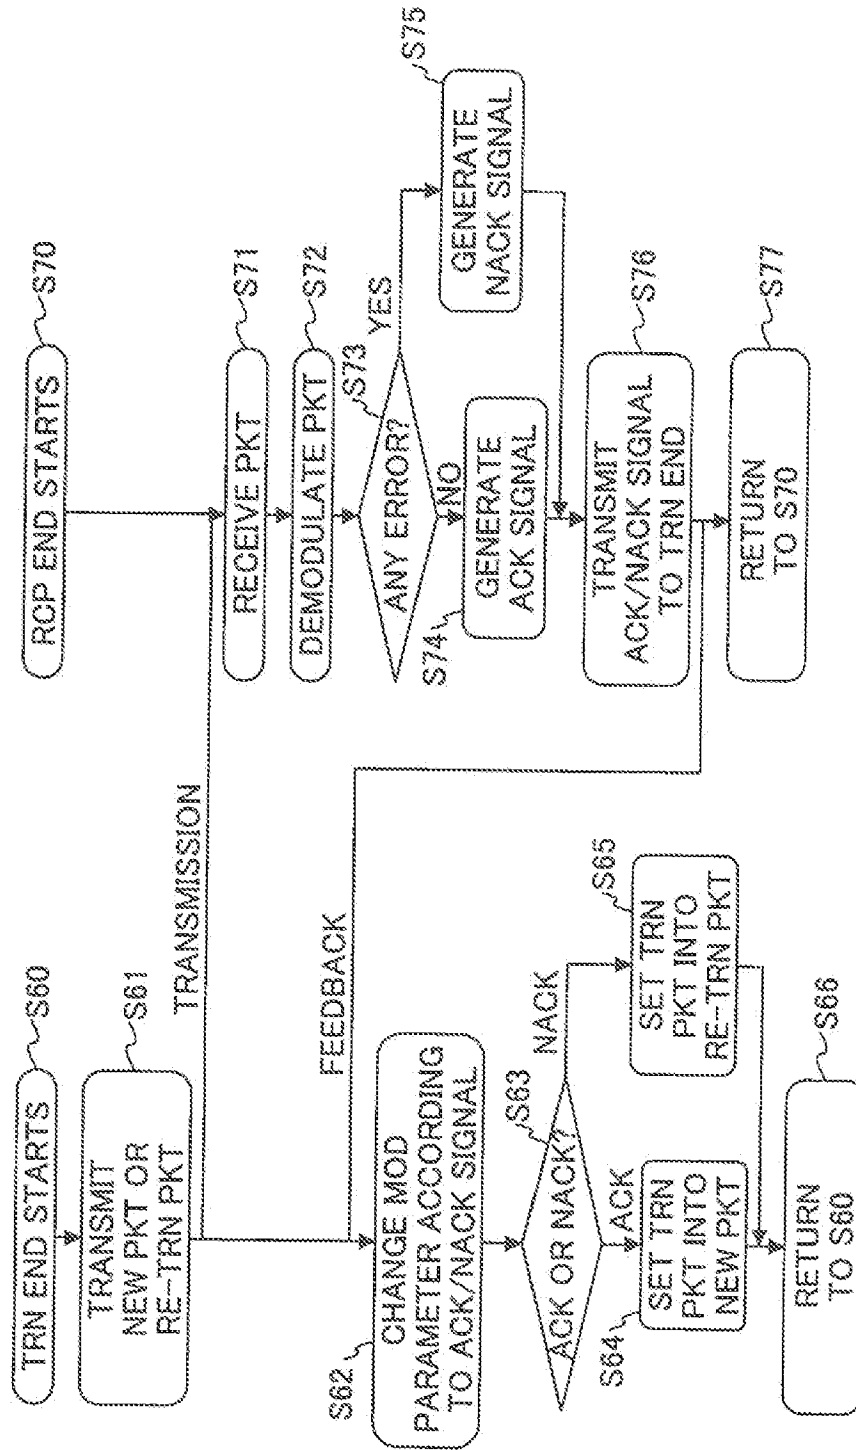 TRN END STARTS
S60
TRANSMIT
NEW PKT OR
RE-TRN PKT
S61
TRANSMISSION
FEEDBACK
CHANGE MOD
PARAMETER ACCORDING
TO ACK/NACK SIGNAL
S62
ACK OR NACK?
S63
NACK
ACK
SET TRN
PKT INTO
NEW PKT
S64
SET TRN
PKT INTO
RE-TRN PKT
S65
RETURN
TO S60
S66
RCP END STARTS
S70
RECEIVE PKT
S71
DEMODULATE PKT
S72
ANY ERROR?
S73
YES
NO
GENERATE
ACK SIGNAL
S74
GENERATE
NACK SIGNAL
S75
TRANSMIT
ACK/NACK SIGNAL
TO TRN END
S76
RETURN
TO S70
S77